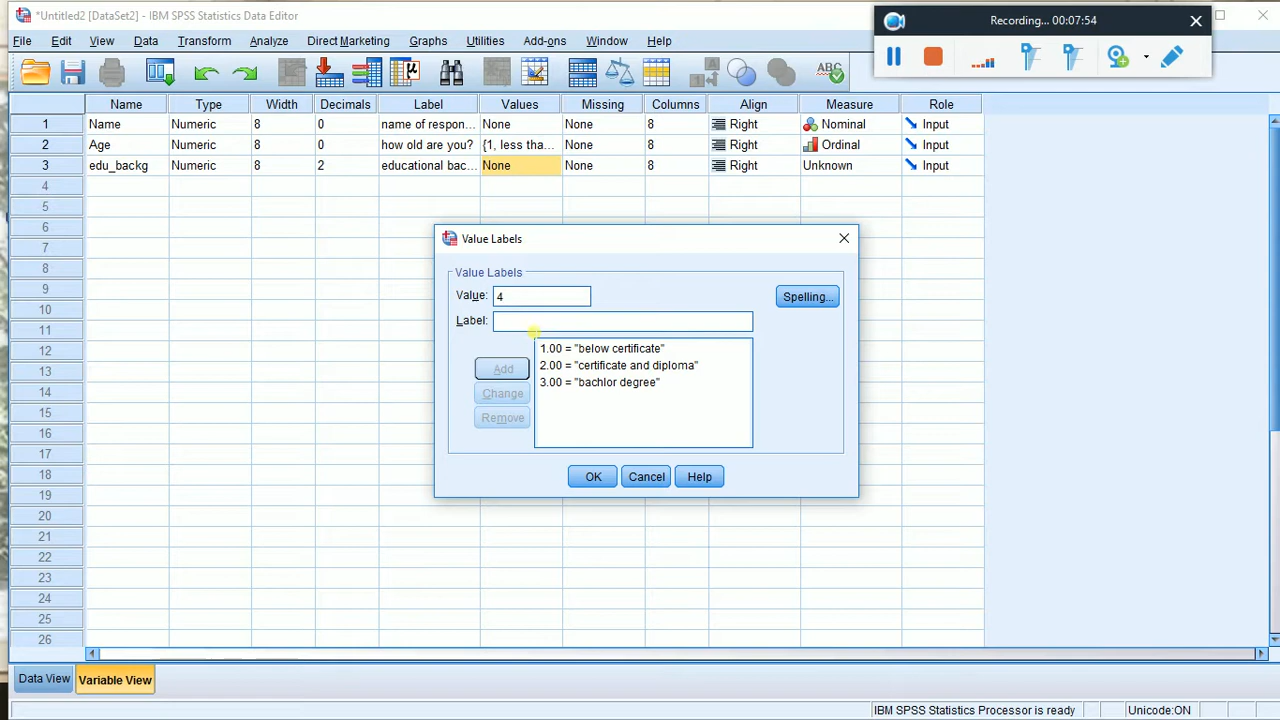 *Untitled2 [DataSet2] - IBM SPSS Statistics Data Editor
Recording... 00:07:54
File Edit View Data Transform Analyze Direct Marketing Graphs Utilities Add-ons Window Help
ABC
Name Type Width Decimals Label Values Missing Columns Align Measure Role
1 Name Numeric 8 0 name of respon... None None 8 Right Nominal Input
2 Age Numeric 8 0 how old are you? {1, less tha... None 8 Right Ordinal Input
3 edu_backg Numeric 8 2 educational bac... None None 8 Right Unknown Input
4
5
6
7
8
9
10
11
12
13
14
15
16
17
18
19
20
21
22
23
24
25
26
Value Labels
Value Labels
Value: 4
Spelling...
Label:
1.00 = "below certificate"
2.00 = "certificate and diploma"
3.00 = "bachlor degree"
Add
Change
Remove
OK Cancel Help
Data View Variable View
IBM SPSS Statistics Processor is ready Unicode:ON